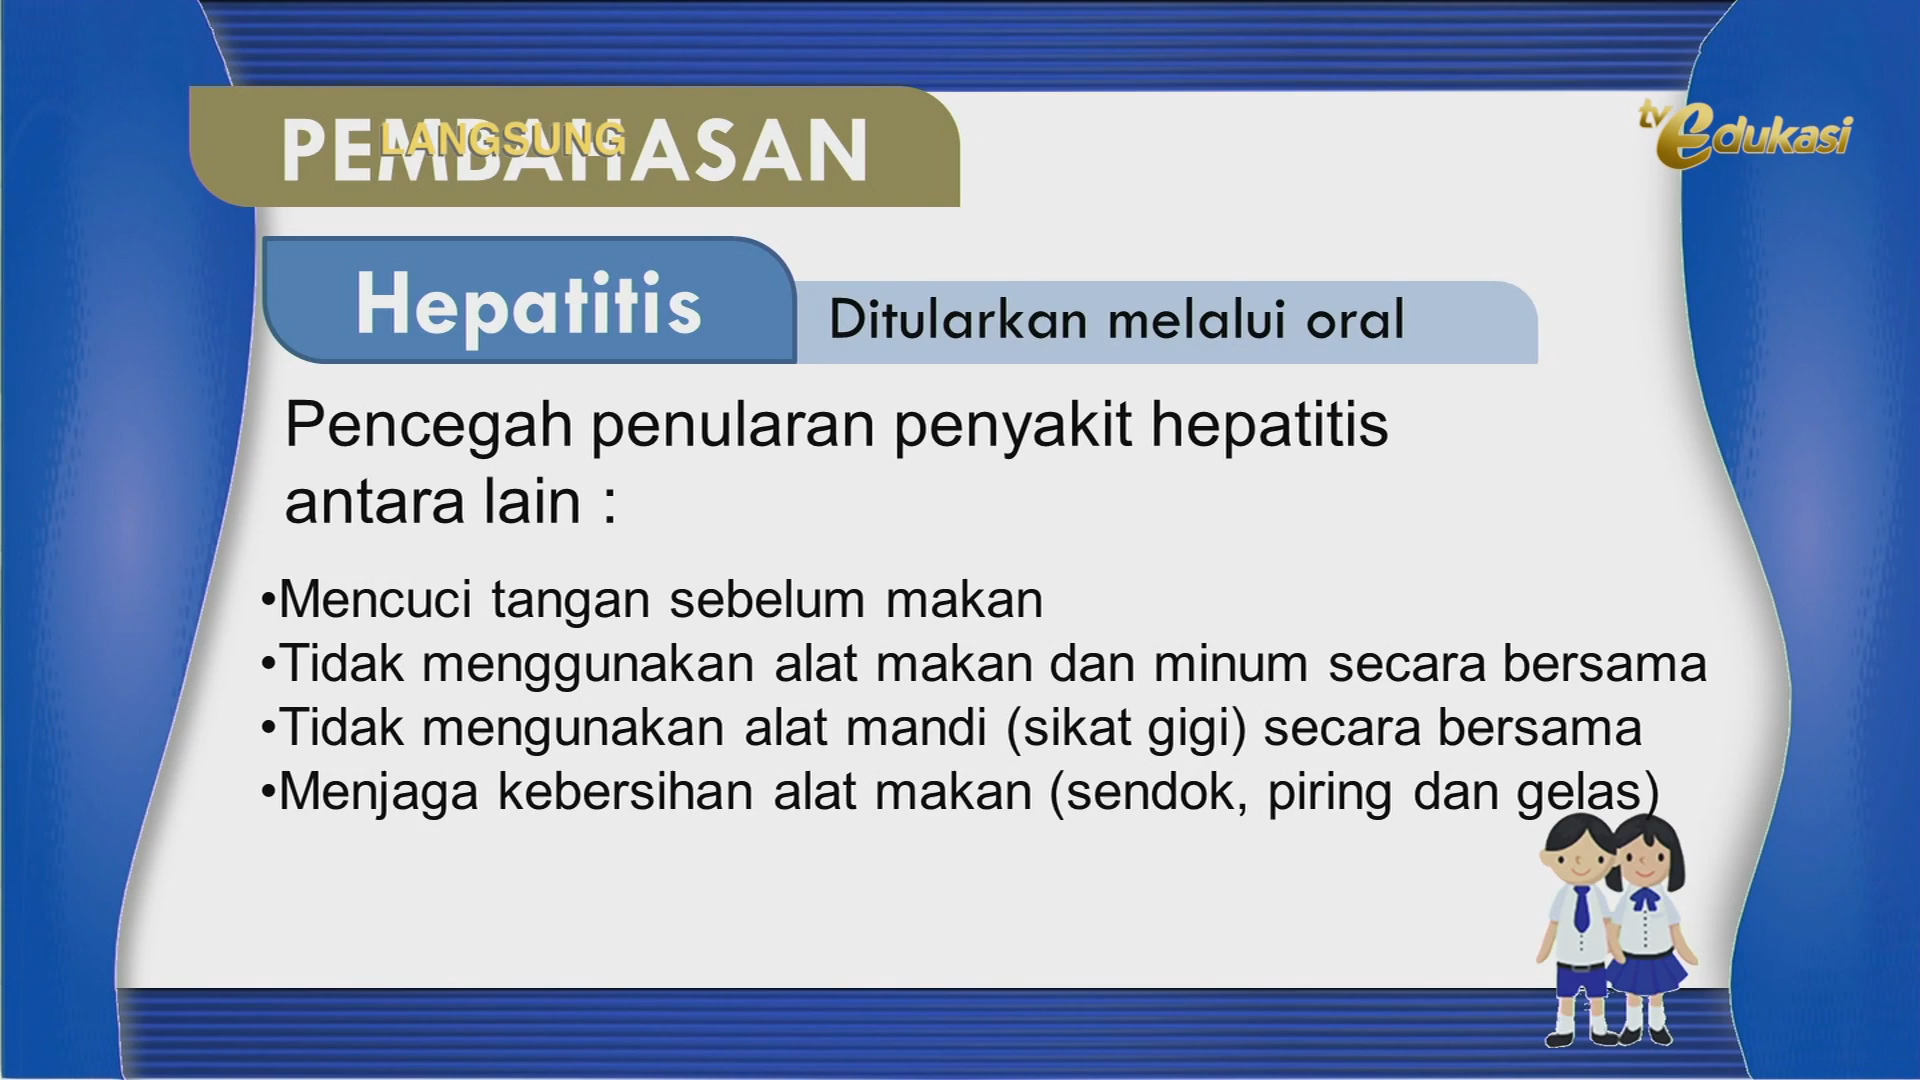 LANGSUNG
PEMBAHASAN
tv edukasi
Hepatitis
Ditularkan melalui oral
Pencegah penularan penyakit hepatitis
antara lain :
•Mencuci tangan sebelum makan
•Tidak menggunakan alat makan dan minum secara bersama
•Tidak mengunakan alat mandi (sikat gigi) secara bersama
•Menjaga kebersihan alat makan (sendok, piring dan gelas)